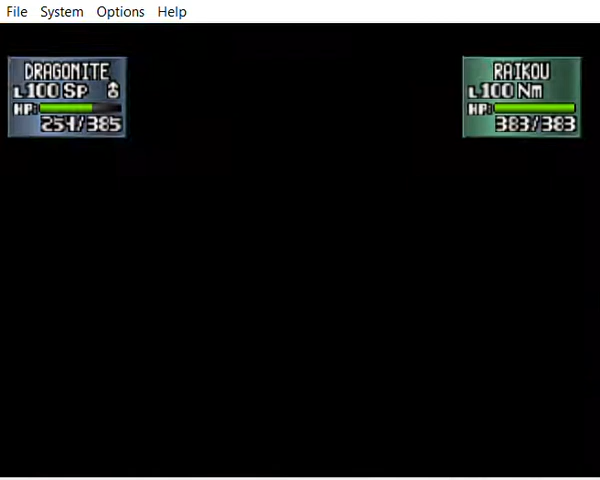 File System Options Help
DRAGONITE
L100 Sp ♂
HP:
254/385
RAIKOU
L100 Nm
HP:
383/383